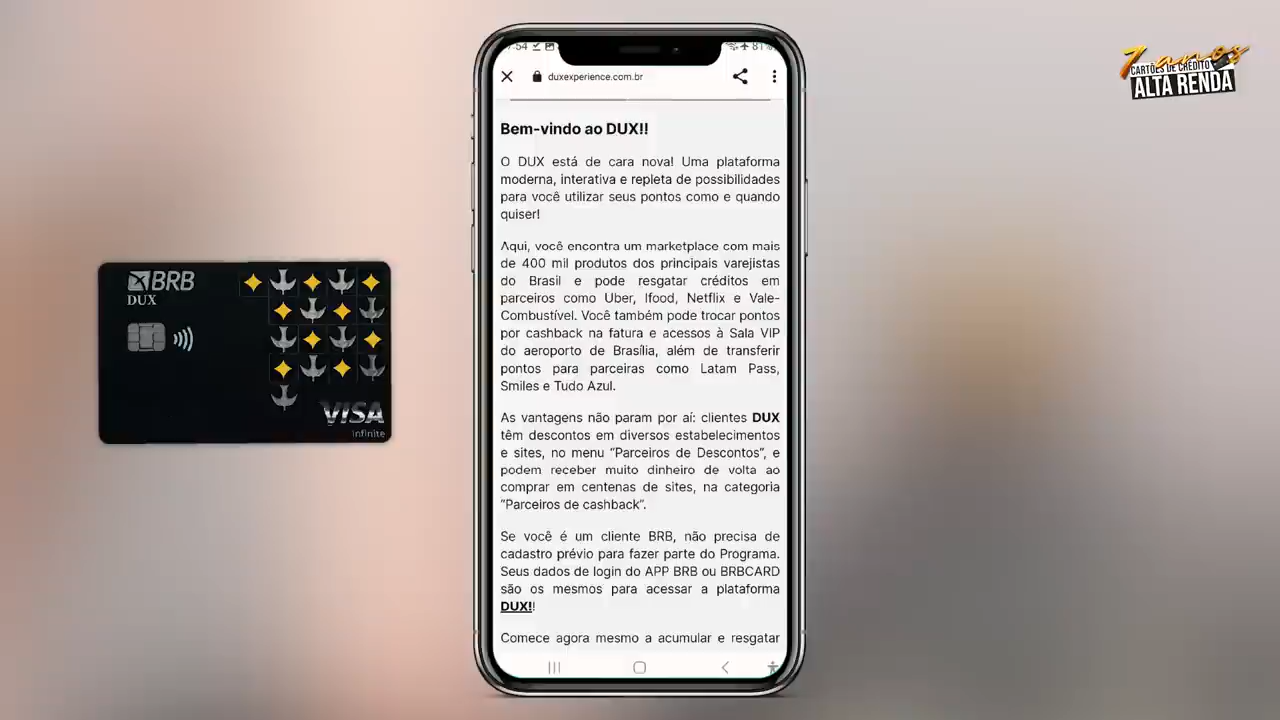 7 anos
CARTÕES DE CRÉDITO
ALTA RENDA
BRB
DUX
VISA
Infinite
7:54
81%
duxexperience.com.br
Bem-vindo ao DUX!!
O DUX está de cara nova! Uma plataforma
moderna, interativa e repleta de possibilidades
para você utilizar seus pontos como e quando
quiser!
Aqui, você encontra um marketplace com mais
de 400 mil produtos dos principais varejistas
do Brasil e pode resgatar créditos em
parceiros como Uber, Ifood, Netflix e Vale-
Combustível. Você também pode trocar pontos
por cashback na fatura e acessos à Sala VIP
do aeroporto de Brasília, além de transferir
pontos para parceiras como Latam Pass,
Smiles e Tudo Azul.
As vantagens não param por aí: clientes DUX
têm descontos em diversos estabelecimentos
e sites, no menu “Parceiros de Descontos”, e
podem receber muito dinheiro de volta ao
comprar em centenas de sites, na categoria
“Parceiros de cashback”.
Se você é um cliente BRB, não precisa de
cadastro prévio para fazer parte do Programa.
Seus dados de login do APP BRB ou BRBCARD
são os mesmos para acessar a plataforma
DUX!!
Comece agora mesmo a acumular e resgatar